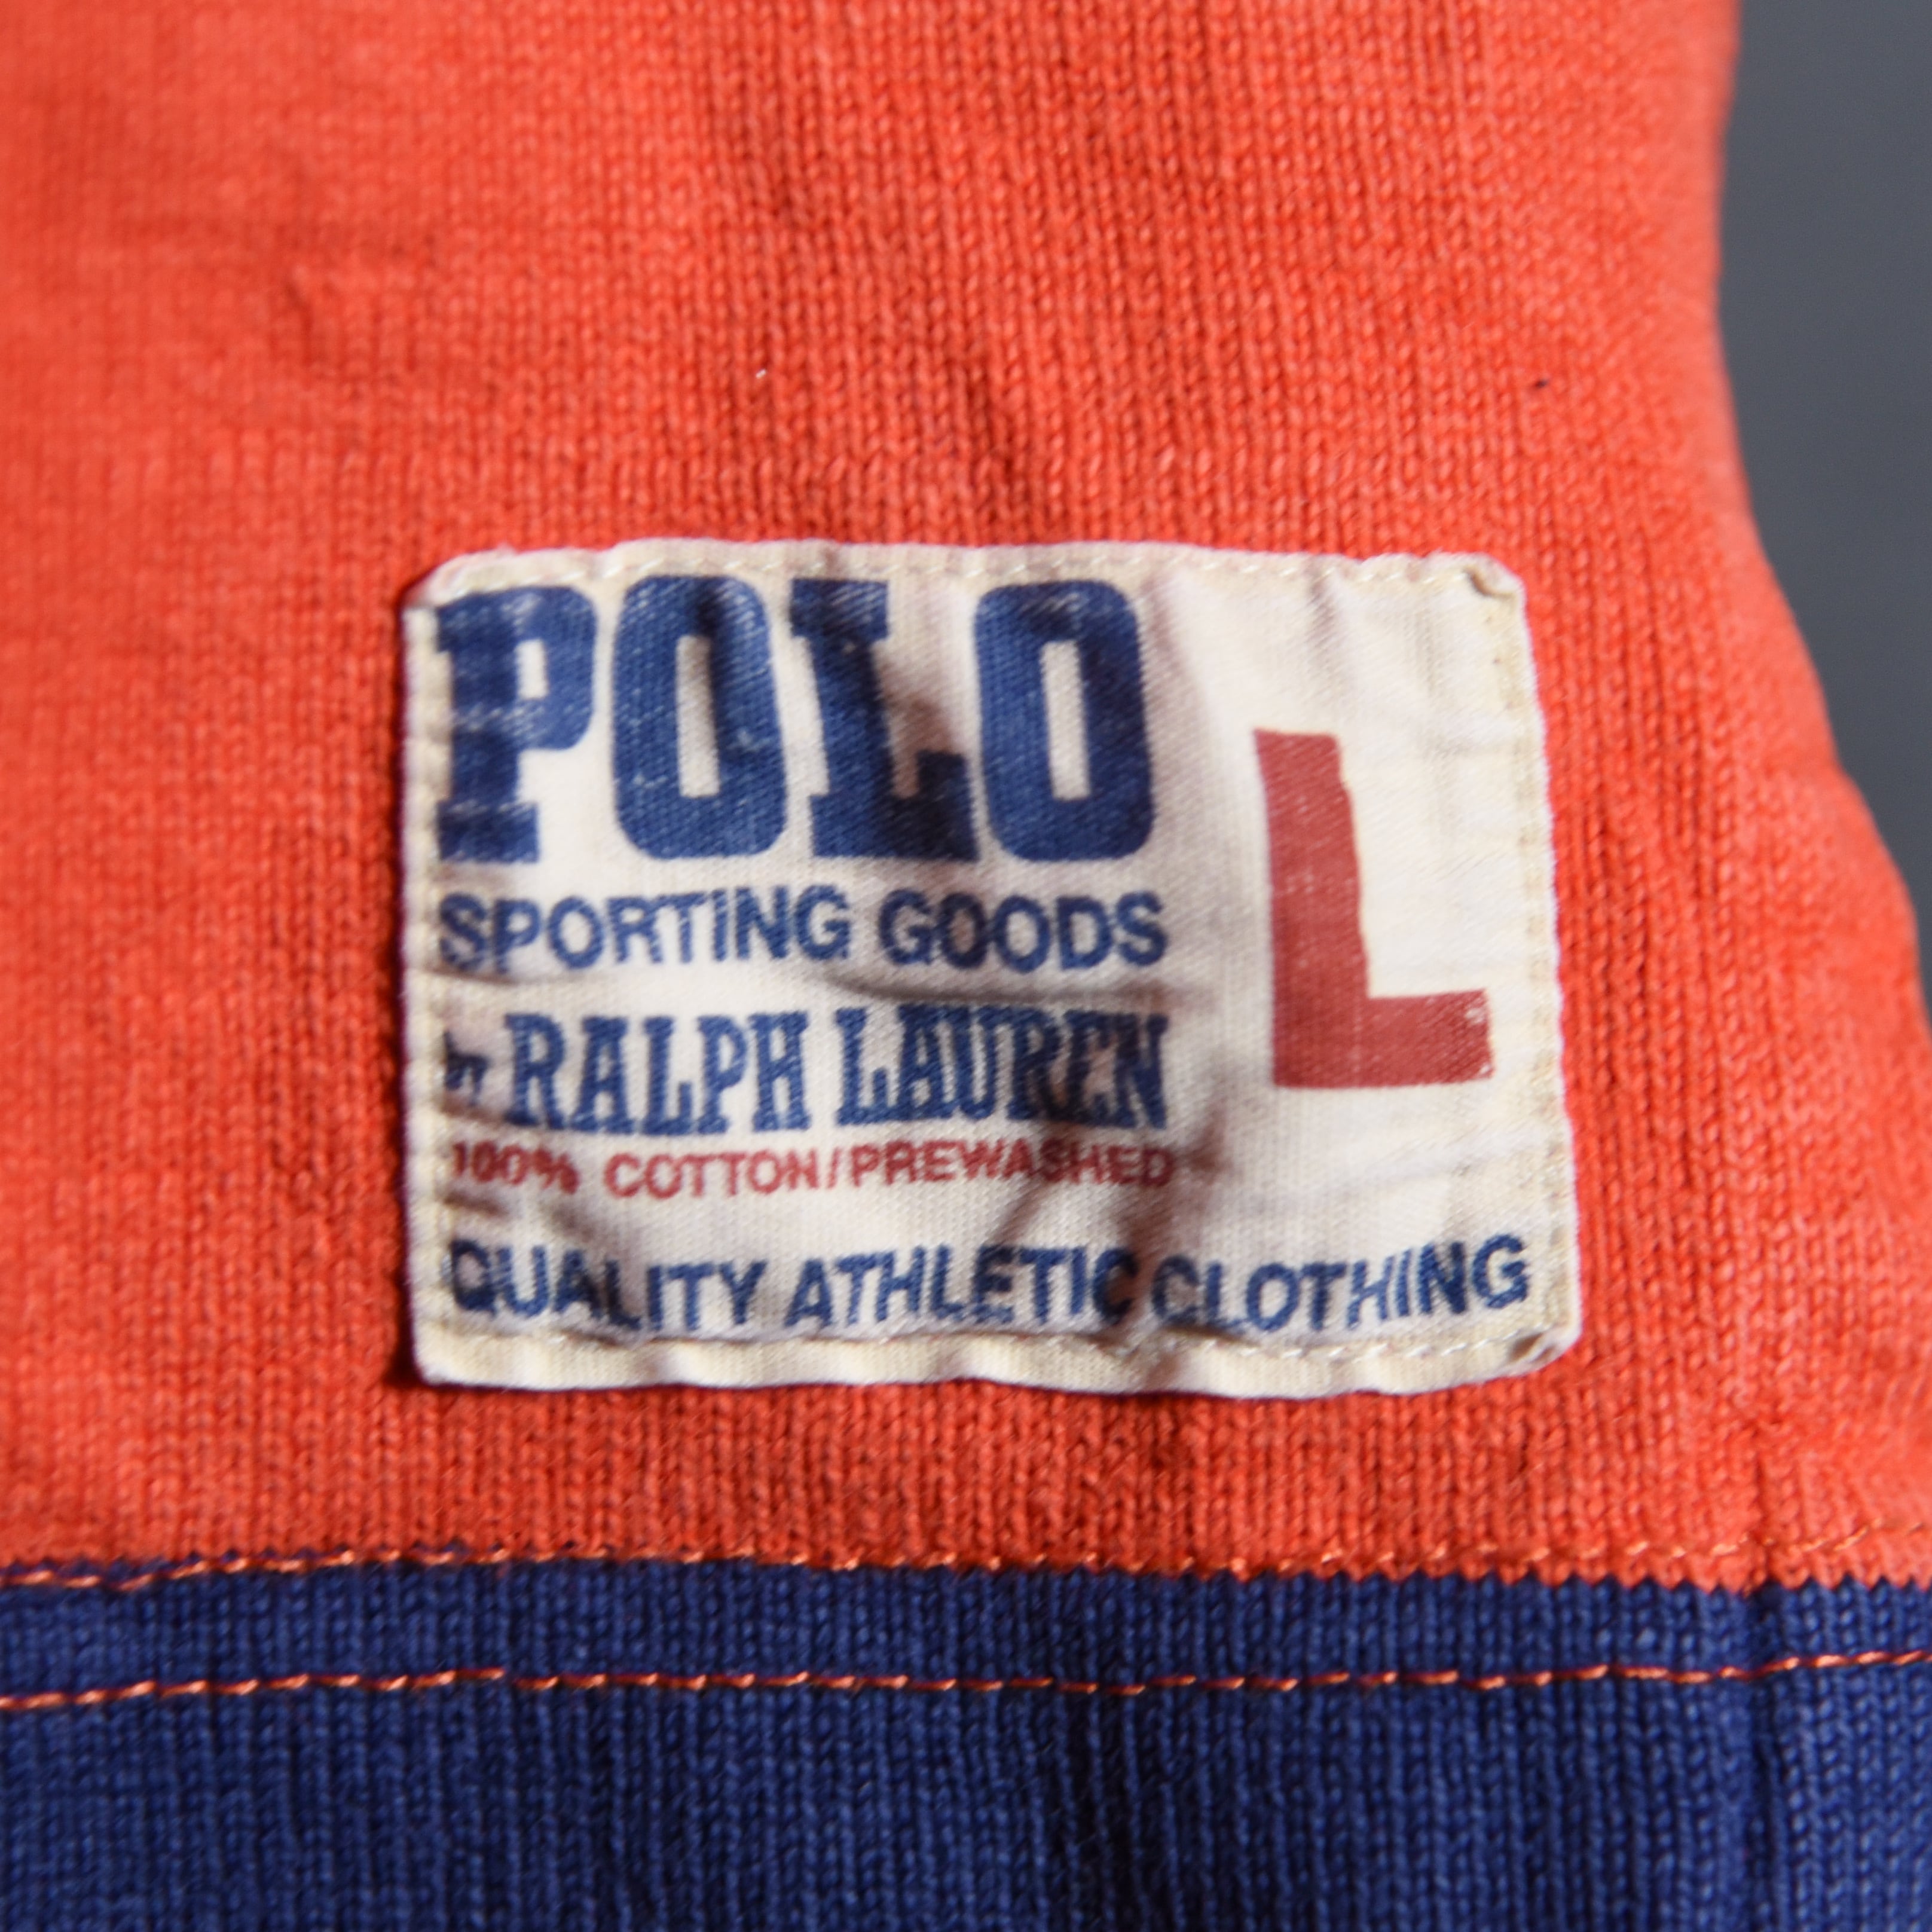 POLO
SPORTING GOODS
BY RALPH LAUREN
100% COTTON/PREWASHED
QUALITY ATHLETIC CLOTHING
L